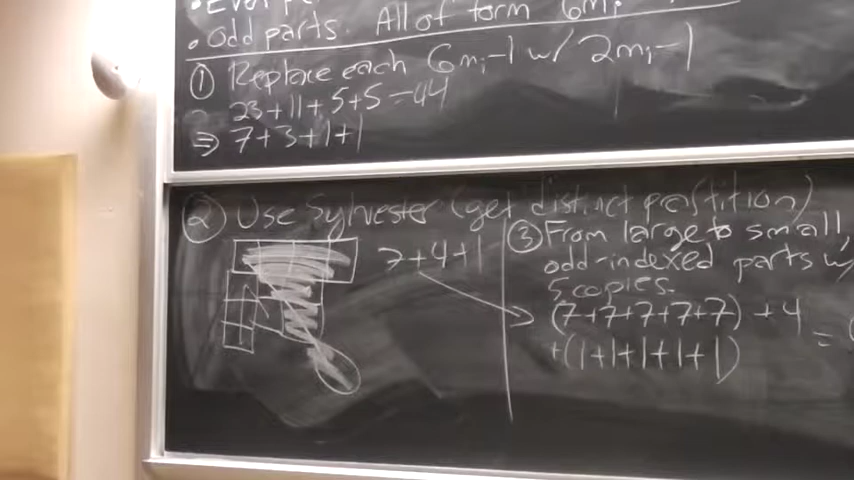 • odd parts. All of form 6m
① Replace each 6mᵢ-1 w/ 2mᵢ-1
23+11+5+5=44
⇒ 7+3+1+1
② Use Sylvester (get distinct partition)
7+4+1
③ From large to small,
odd-indexed parts w/
5 copies.
(7+7+7+7+7) + 4
+(1+1+1+1+1) =